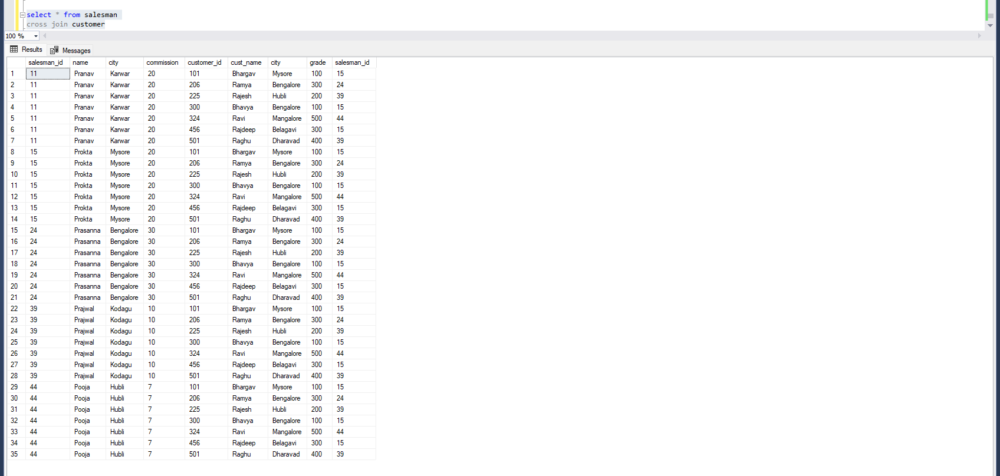 select * from salesman
cross join customer
100 %
Results Messages
salesman_id name city commission customer_id cust_name city grade salesman_id
1 11 Pranav Karwar 20 101 Bhargav Mysore 100 15
2 11 Pranav Karwar 20 206 Ramya Bengalore 300 24
3 11 Pranav Karwar 20 225 Rajesh Hubli 200 39
4 11 Pranav Karwar 20 300 Bhavya Bengalore 100 15
5 11 Pranav Karwar 20 324 Ravi Mangalore 500 44
6 11 Pranav Karwar 20 456 Rajdeep Belagavi 300 15
7 11 Pranav Karwar 20 501 Raghu Dharavad 400 39
8 15 Prokta Mysore 20 101 Bhargav Mysore 100 15
9 15 Prokta Mysore 20 206 Ramya Bengalore 300 24
10 15 Prokta Mysore 20 225 Rajesh Hubli 200 39
11 15 Prokta Mysore 20 300 Bhavya Bengalore 100 15
12 15 Prokta Mysore 20 324 Ravi Mangalore 500 44
13 15 Prokta Mysore 20 456 Rajdeep Belagavi 300 15
14 15 Prokta Mysore 20 501 Raghu Dharavad 400 39
15 24 Prasanna Bengalore 30 101 Bhargav Mysore 100 15
16 24 Prasanna Bengalore 30 206 Ramya Bengalore 300 24
17 24 Prasanna Bengalore 30 225 Rajesh Hubli 200 39
18 24 Prasanna Bengalore 30 300 Bhavya Bengalore 100 15
19 24 Prasanna Bengalore 30 324 Ravi Mangalore 500 44
20 24 Prasanna Bengalore 30 456 Rajdeep Belagavi 300 15
21 24 Prasanna Bengalore 30 501 Raghu Dharavad 400 39
22 39 Prajwal Kodagu 10 101 Bhargav Mysore 100 15
23 39 Prajwal Kodagu 10 206 Ramya Bengalore 300 24
24 39 Prajwal Kodagu 10 225 Rajesh Hubli 200 39
25 39 Prajwal Kodagu 10 300 Bhavya Bengalore 100 15
26 39 Prajwal Kodagu 10 324 Ravi Mangalore 500 44
27 39 Prajwal Kodagu 10 456 Rajdeep Belagavi 300 15
28 39 Prajwal Kodagu 10 501 Raghu Dharavad 400 39
29 44 Pooja Hubli 7 101 Bhargav Mysore 100 15
30 44 Pooja Hubli 7 206 Ramya Bengalore 300 24
31 44 Pooja Hubli 7 225 Rajesh Hubli 200 39
32 44 Pooja Hubli 7 300 Bhavya Bengalore 100 15
33 44 Pooja Hubli 7 324 Ravi Mangalore 500 44
34 44 Pooja Hubli 7 456 Rajdeep Belagavi 300 15
35 44 Pooja Hubli 7 501 Raghu Dharavad 400 39